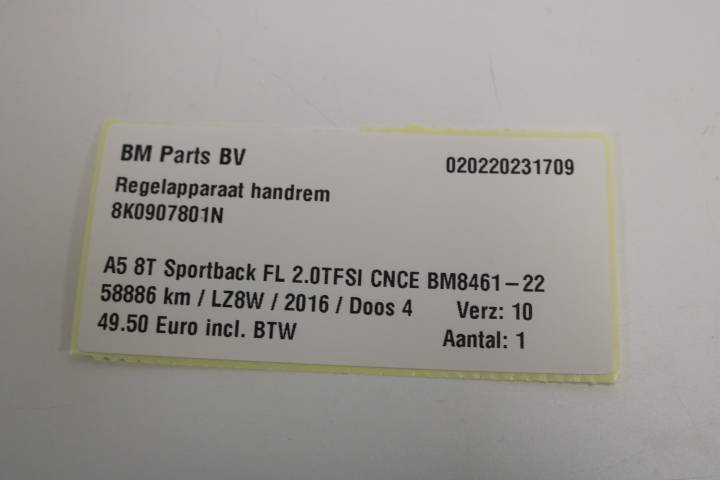 BM Parts BV 020220231709
Regelapparaat handrem
8K0907801N
A5 8T Sportback FL 2.0TFSI CNCE BM8461-22
58886 km / LZ8W / 2016 / Doos 4 Verz: 10
49.50 Euro incl. BTW Aantal: 1